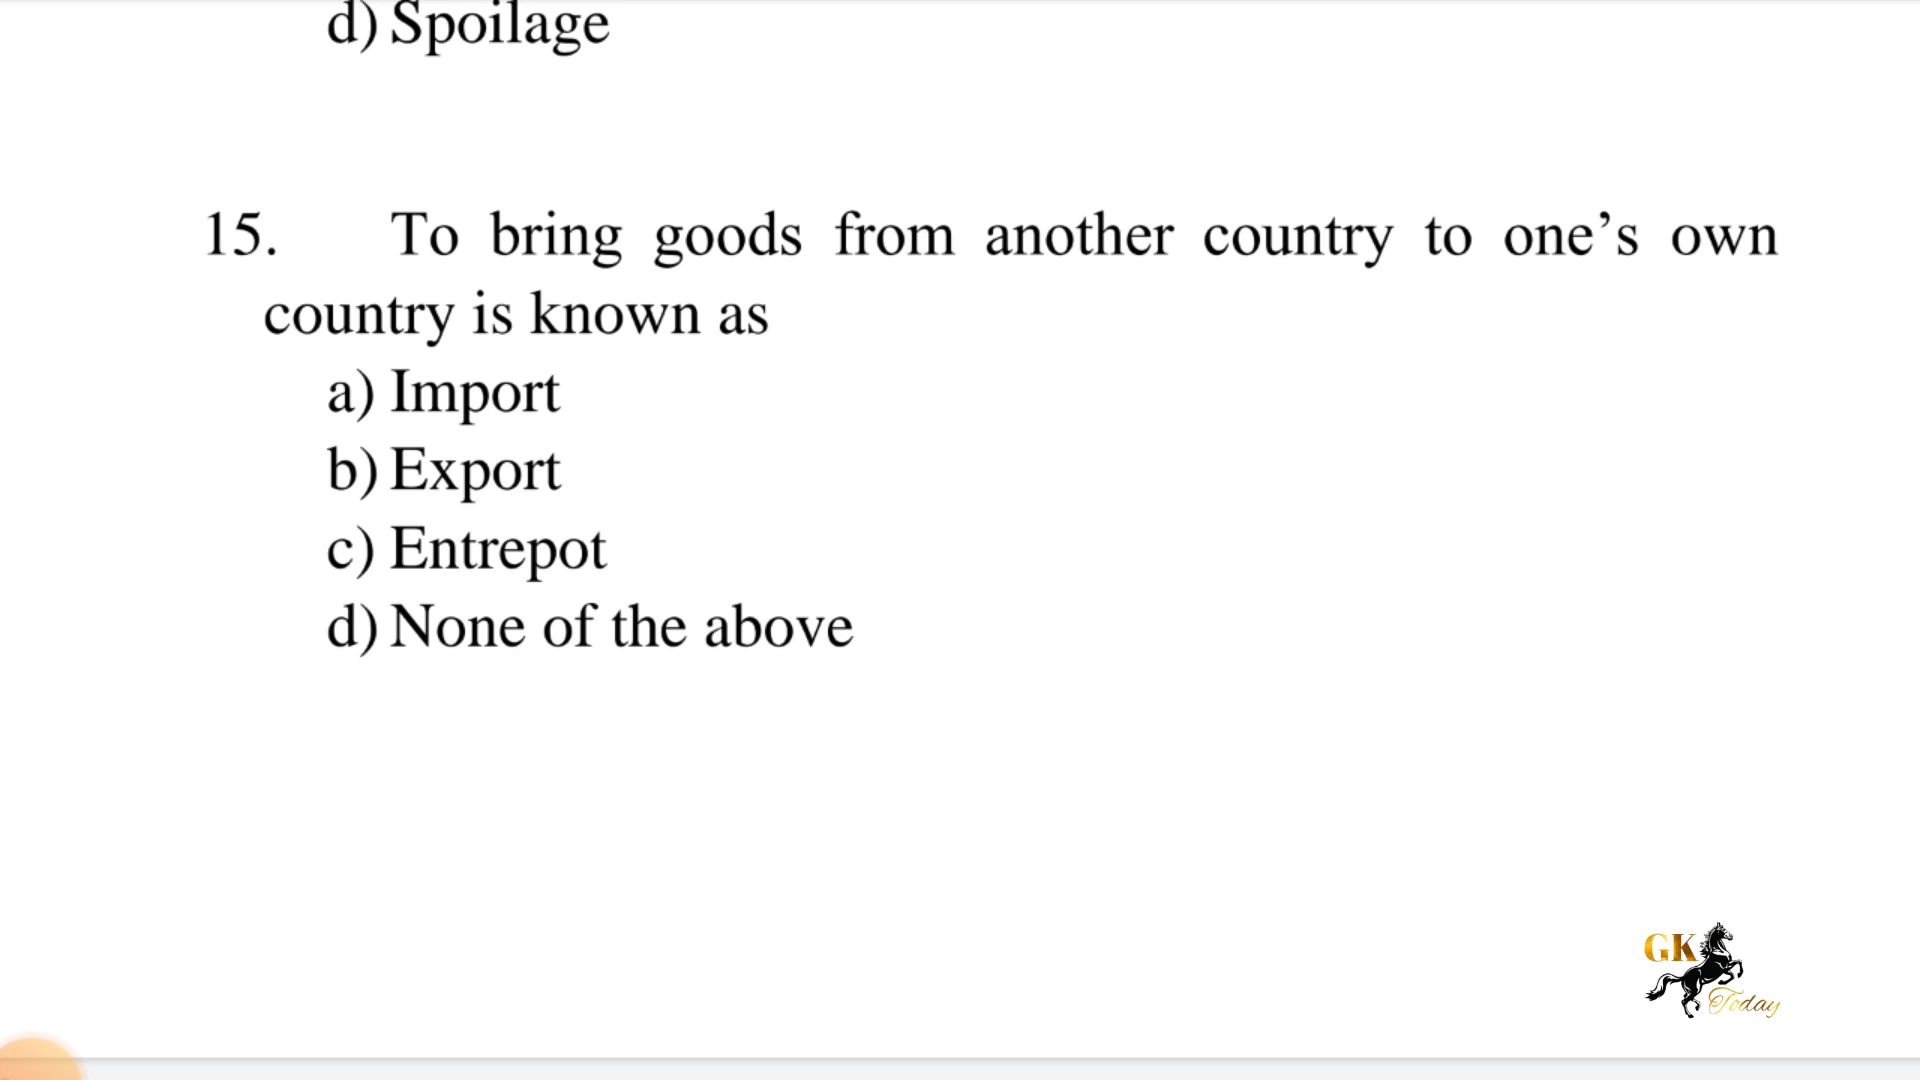 d) Spoilage
15. To bring goods from another country to one’s own
country is known as
a) Import
b) Export
c) Entrepot
d) None of the above
GK
Today